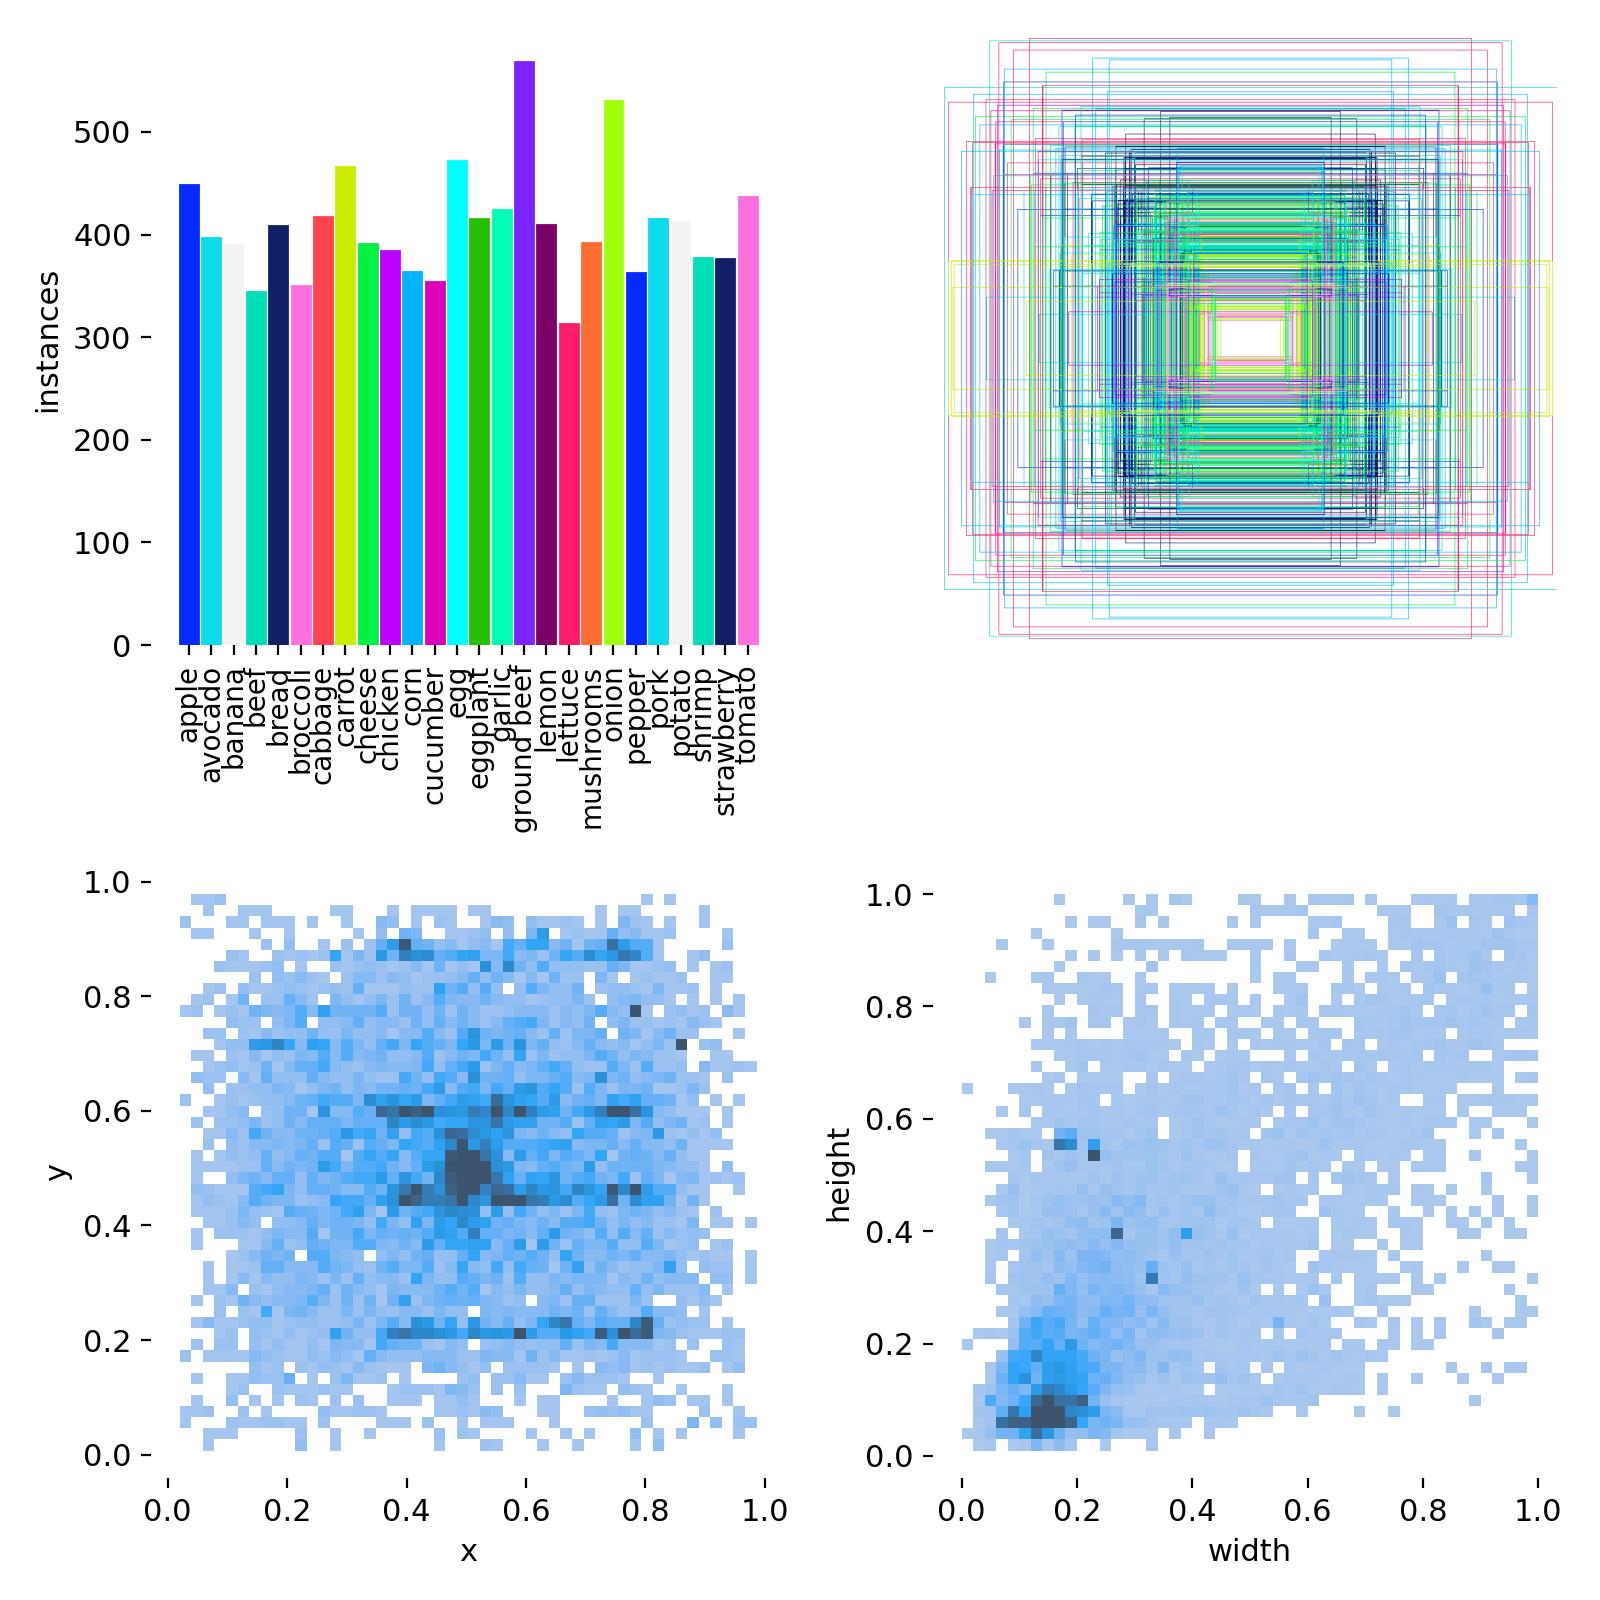 500
400
300
200
100
0
instances
apple
avocado
banana
beef
bread
broccoli
cabbage
carrot
cheese
chicken
corn
cucumber
egg
eggplant
garlic
ground beef
lemon
lettuce
mushrooms
onion
pepper
pork
potato
shrimp
strawberry
tomato
1.0
0.8
0.6
0.4
0.2
0.0
y
0.0 0.2 0.4 0.6 0.8 1.0
x
1.0
0.8
0.6
0.4
0.2
0.0
height
0.0 0.2 0.4 0.6 0.8 1.0
width